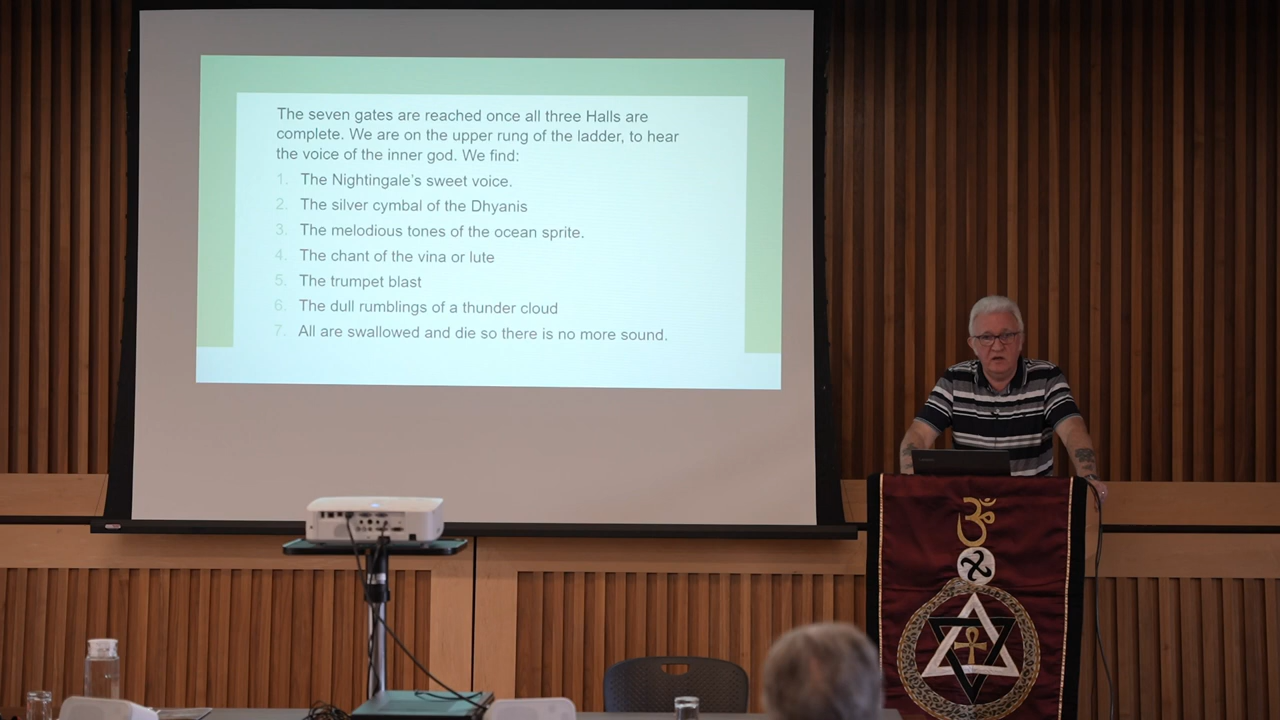 The seven gates are reached once all three Halls are
complete. We are on the upper rung of the ladder, to hear
the voice of the inner god. We find:
1. The Nightingale's sweet voice.
2. The silver cymbal of the Dhyanis
3. The melodious tones of the ocean sprite.
4. The chant of the vina or lute
5. The trumpet blast
6. The dull rumblings of a thunder cloud
7. All are swallowed and die so there is no more sound.
ॐ